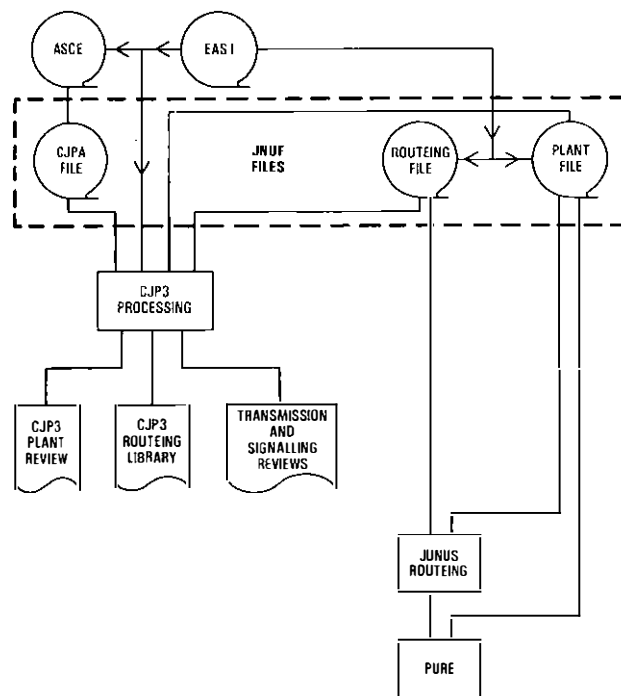 ASCE
EAST
CJPA
FILE
JNUF
FILES
ROUTEING
FILE
PLANT
FILE
CJP3
PROCESSING
CJP3
PLANT
REVIEW
CJP3
ROUTEING
LIBRARY
TRANSMISSION
AND
SIGNALLING
REVIEWS
JUNUS
ROUTEING
PURE